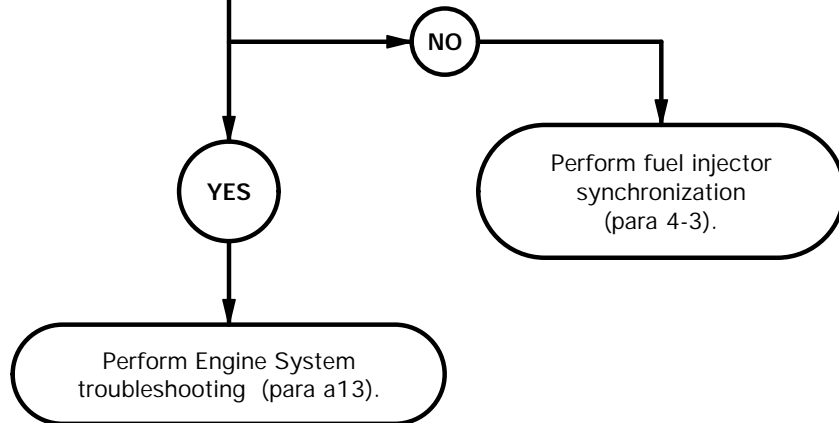 NO
YES
Perform fuel injector
synchronization
(para 4-3).
Perform Engine System
troubleshooting (para a13).